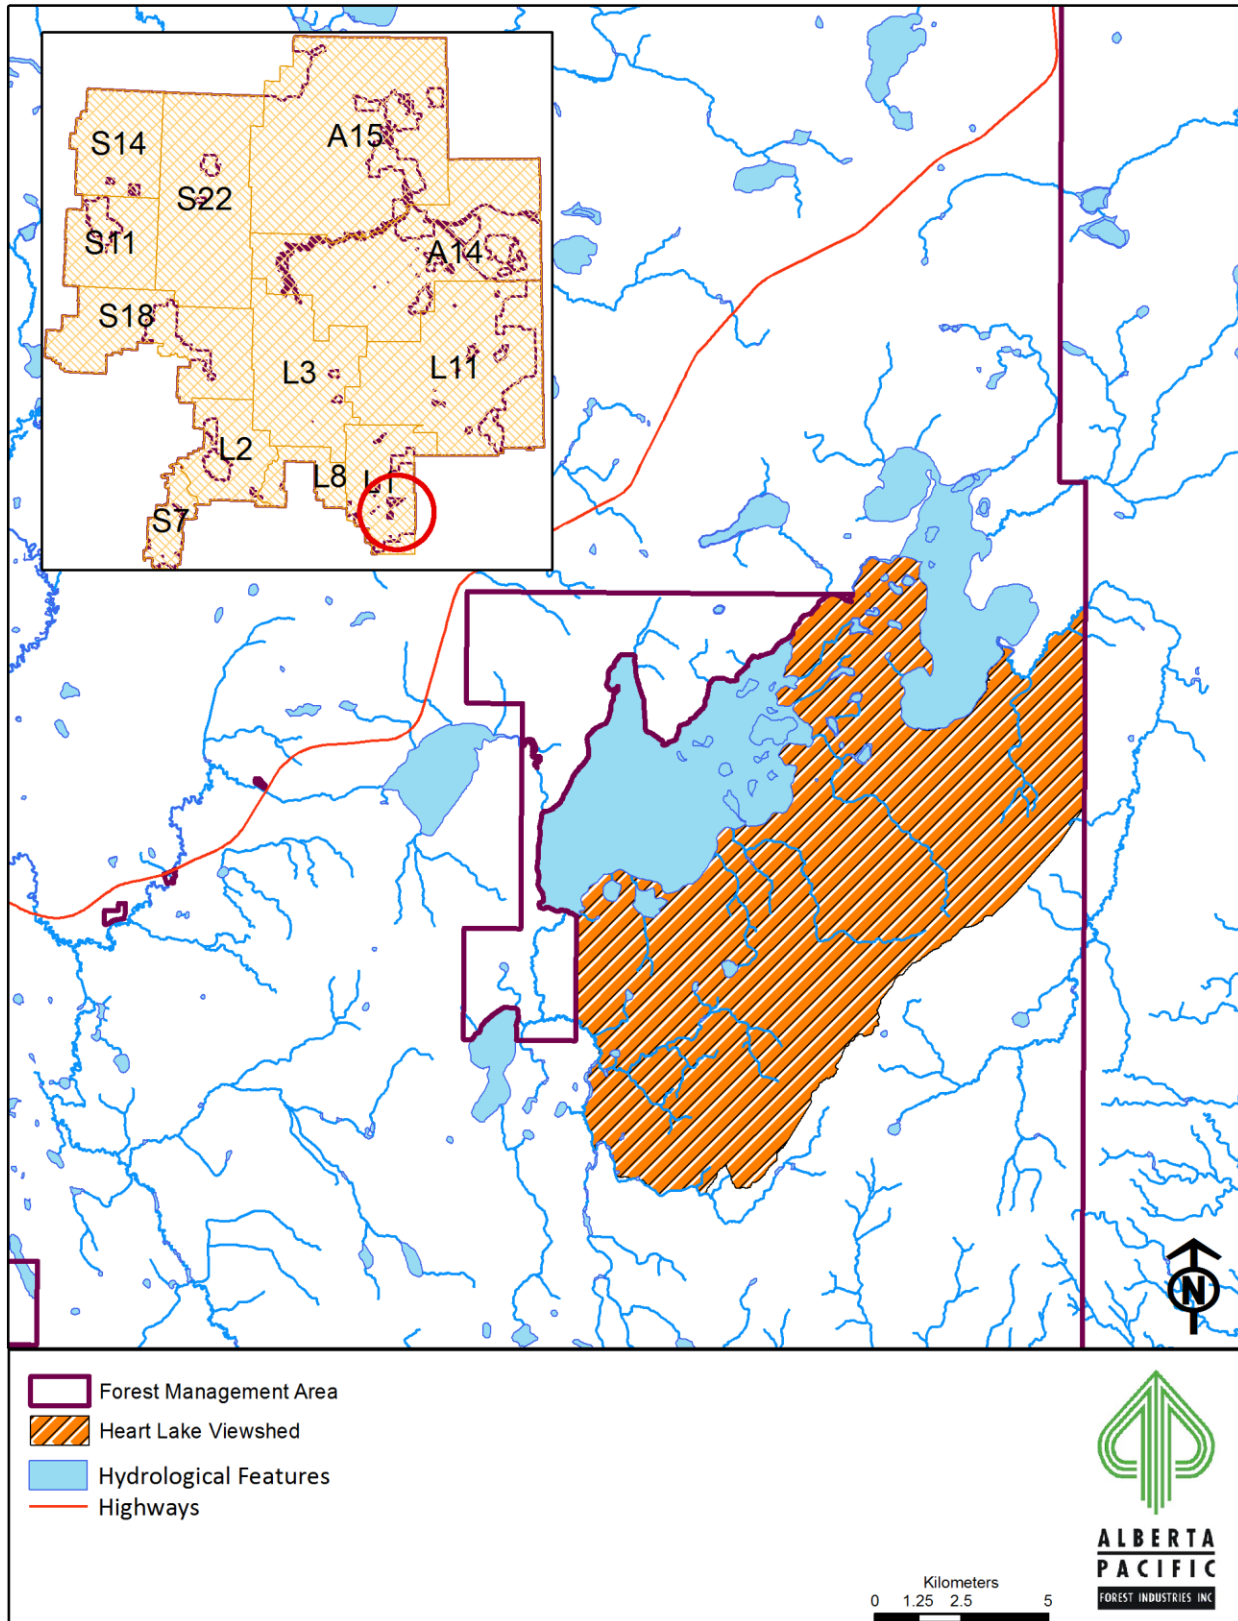 S14
A15
S22
S11
A14
S18
L3
L11
L2
L8
L1
S7
N
Forest Management Area
Heart Lake Viewshed
Hydrological Features
Highways
ALBERTA
PACIFIC
FOREST INDUSTRIES INC
Kilometers
0 1.25 2.5 5